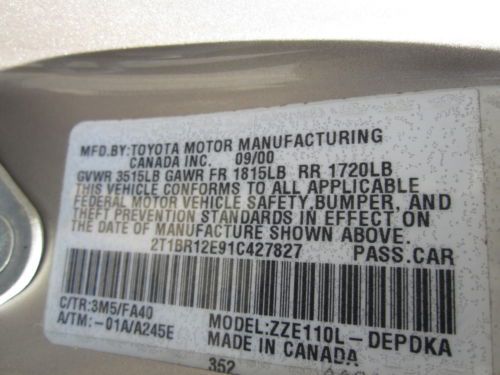 MFD.BY:TOYOTA MOTOR MANUFACTURING
CANADA INC. 09/00
GVWR 3515LB GAWR FR 1815LB RR 1720LB
THIS VEHICLE CONFORMS TO ALL APPLICABLE
FEDERAL MOTOR VEHICLE SAFETY,BUMPER, AND
THEFT PREVENTION STANDARDS IN EFFECT ON
THE DATE OF MANUFACTURE SHOWN ABOVE.
2T1BR12E91C427827 PASS.CAR
C/TR:3M5/FA40
A/TM:-01A/A245E
MODEL:ZZE110L-DEPDKA
MADE IN CANADA
352